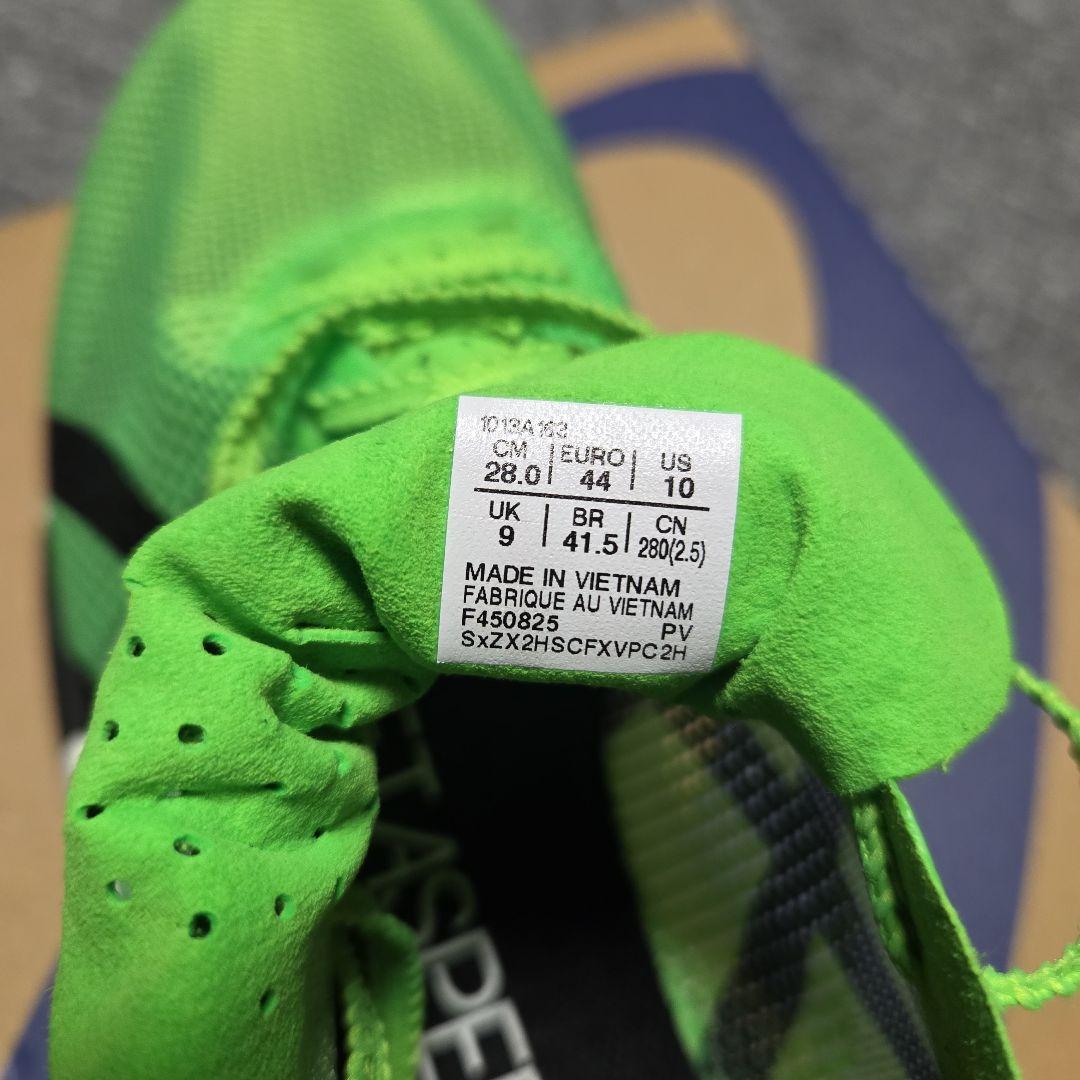 1013A163
CM | EURO | US
28.0 | 44 | 10
UK | BR | CN
9 | 41.5 | 280(2.5)
MADE IN VIETNAM
FABRIQUE AU VIETNAM
F450825 PV
SxZX2HSCFXVPC2H